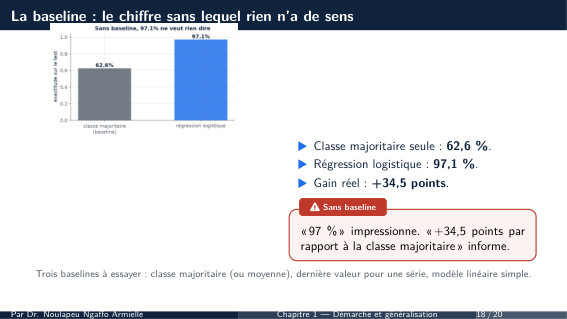 La baseline : le chiffre sans lequel rien n'a de sens
Sans baseline, 97.1% ne veut rien dire
exactitude sur le test
1.0
0.8
0.6
0.4
0.2
0.0
62.6%
97.1%
classe majoritaire
(baseline)
régression logistique
Classe majoritaire seule : 62,6 %.
Régression logistique : 97,1 %.
Gain réel : +34,5 points.
Sans baseline
« 97 % » impressionne. « +34,5 points par
rapport à la classe majoritaire » informe.
Trois baselines à essayer : classe majoritaire (ou moyenne), dernière valeur pour une série, modèle linéaire simple.
Par Dr. Noulapeu Ngaffo Armielle
Chapitre 1 — Démarche et généralisation
18 / 20